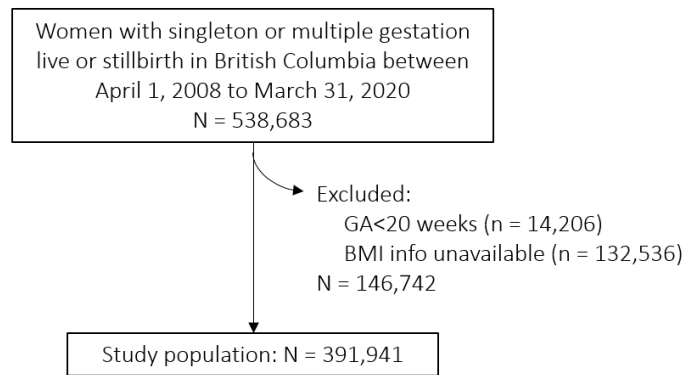 Women with singleton or multiple gestation
live or stillbirth in British Columbia between
April 1, 2008 to March 31, 2020
N = 538,683
Excluded:
GA<20 weeks (n = 14,206)
BMI info unavailable (n = 132,536)
N = 146,742
Study population: N = 391,941